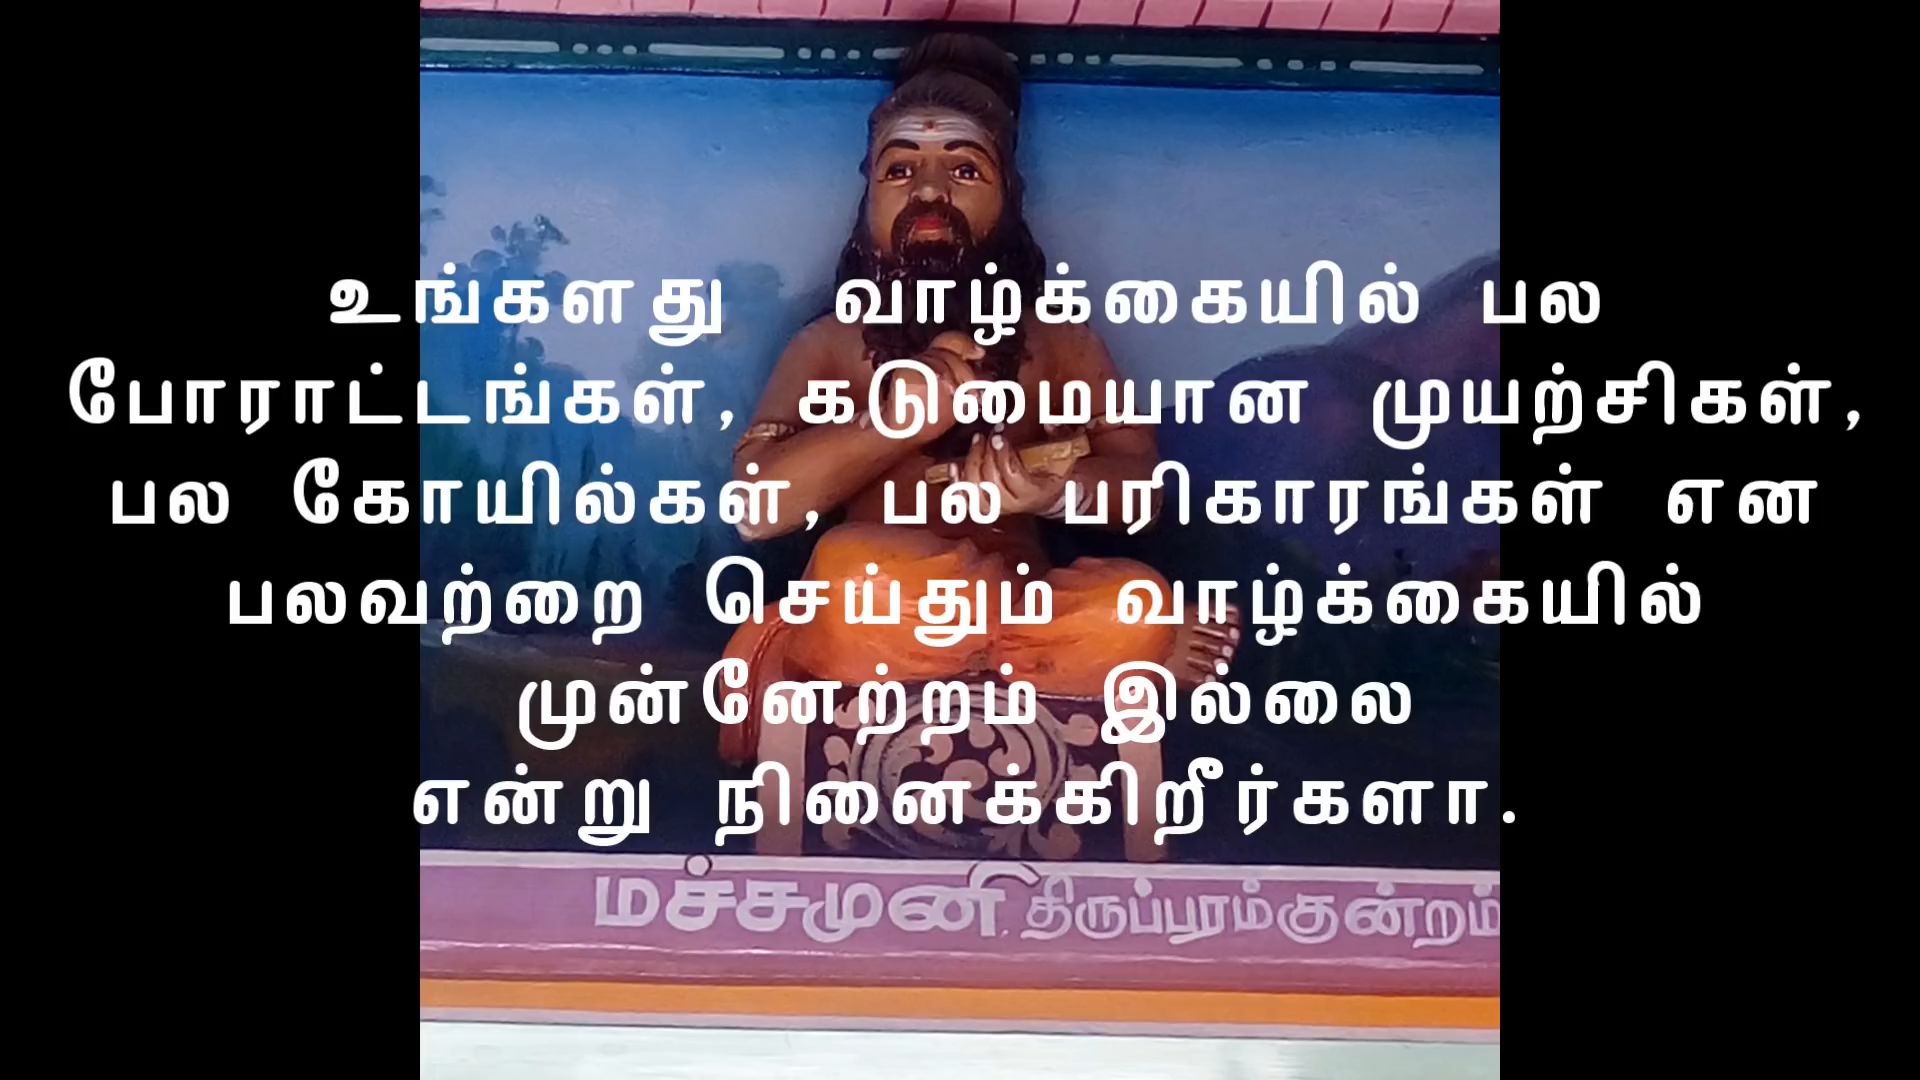 உங்களது வாழ்க்கையில் பல
போராட்டங்கள், கடுமையான முயற்சிகள்,
பல கோயில்கள், பல பரிகாரங்கள் என
பலவற்றை செய்தும் வாழ்க்கையில்
முன்னேற்றம் இல்லை
என்று நினைக்கிறீர்களா.
மச்சமுனி, திருப்பரம்குன்றம்